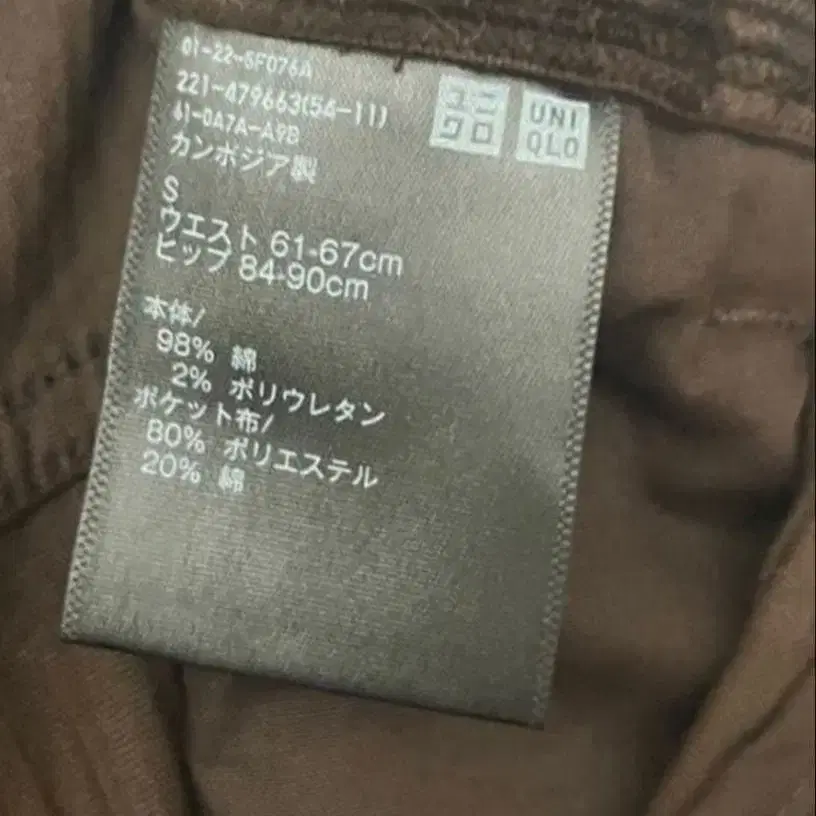 01-22-SF076A
221-479663(54-11)
61-0A7A-A9B
ユニ
クロ
UNI
QLO
カンボジア製
S
ウエスト 61-67cm
ヒップ 84-90cm
本体/
98% 綿
2% ポリウレタン
ポケット布/
80% ポリエステル
20% 綿